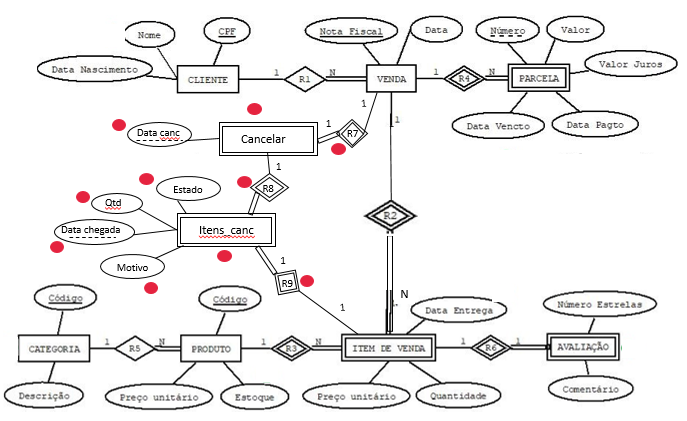 Nome
CPF
Nota Fiscal
Data
Número
Valor
Data Nascimento
CLIENTE
1
R1
N
VENDA
1
R4
N
PARCELA
Valor Juros
Data Vencto
Data Pagto
Data canc
Cancelar
1
R7
1
1
1
R8
Estado
Qtd
Data chegada
Itens_canc
Motivo
R2
1
R9
1
N
Código
Código
Data Entrega
Número Estrelas
CATEGORIA
1
R5
N
PRODUTO
1
R3
N
ITEM DE VENDA
1
R6
1
AVALIAÇÃO
Descrição
Preço unitário
Estoque
Preço unitário
Quantidade
Comentário